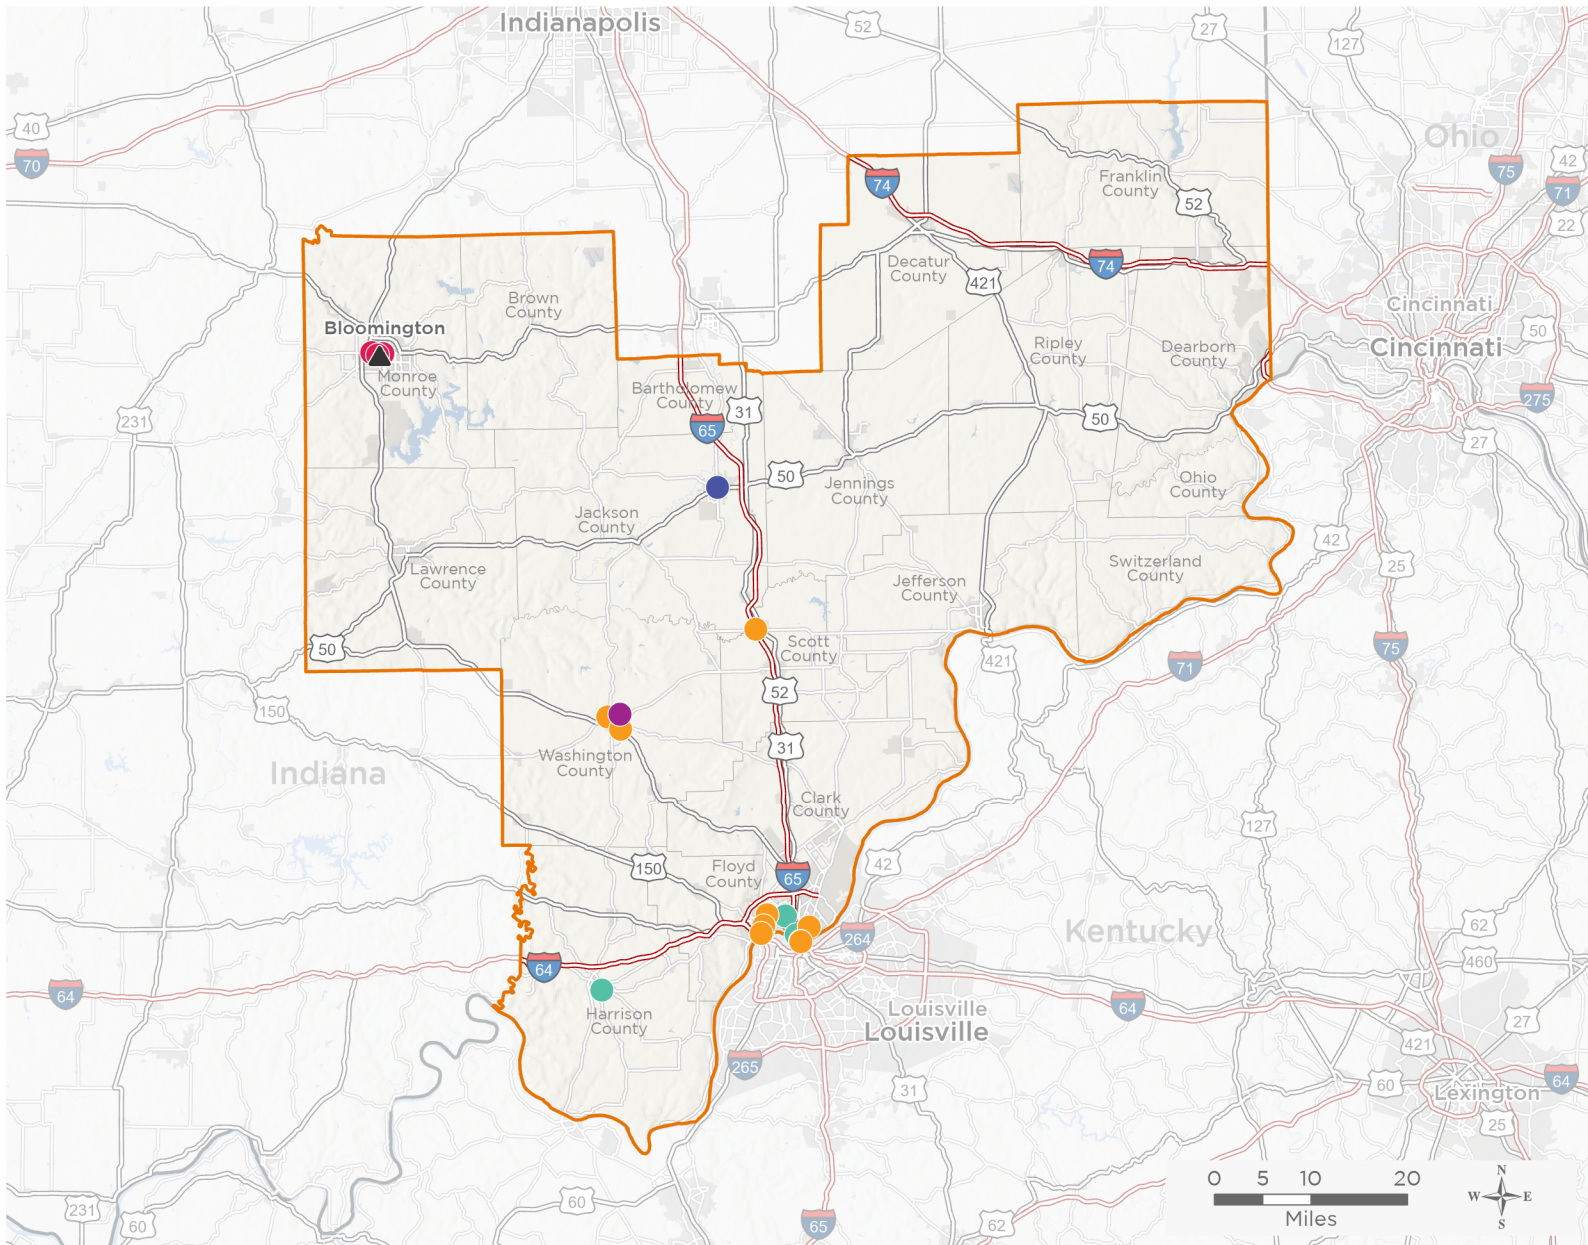 Indianapolis
52
27
127
40
70
Ohio
42
75
71
74
Franklin
County
52
22
Decatur
County
74
421
Brown
County
Cincinnati
Bloomington
50
Cincinnati
Ripley
County
Dearborn
County
Monroe
County
Bartholomew
County
275
31
231
65
50
27
50
Jennings
County
Ohio
County
Jackson
County
42
Lawrence
County
Switzerland
County
25
Jefferson
County
50
Scott
County
421
71
75
52
150
31
Washington
County
Indiana
Clark
County
127
150
Floyd
County
42
65
62
Kentucky
264
460
64
64
64
Harrison
County
Louisville
Louisville
27
421
265
64
60
31
Lexington
25
0 5 10 20
Miles
N
W E
S
231
60
60
65
62